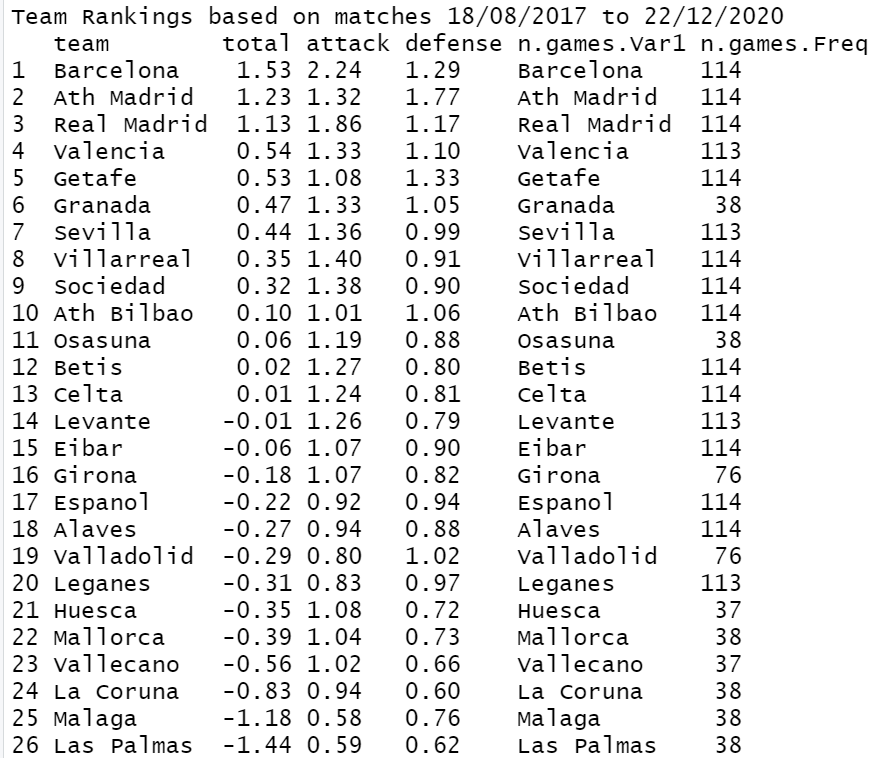 Team Rankings based on matches 18/08/2017 to 22/12/2020
team total attack defense n.games.Var1 n.games.Freq
1 Barcelona 1.53 2.24 1.29 Barcelona 114
2 Ath Madrid 1.23 1.32 1.77 Ath Madrid 114
3 Real Madrid 1.13 1.86 1.17 Real Madrid 114
4 Valencia 0.54 1.33 1.10 Valencia 113
5 Getafe 0.53 1.08 1.33 Getafe 114
6 Granada 0.47 1.33 1.05 Granada 38
7 Sevilla 0.44 1.36 0.99 Sevilla 113
8 Villarreal 0.35 1.40 0.91 Villarreal 114
9 Sociedad 0.32 1.38 0.90 Sociedad 114
10 Ath Bilbao 0.10 1.01 1.06 Ath Bilbao 114
11 Osasuna 0.06 1.19 0.88 Osasuna 38
12 Betis 0.02 1.27 0.80 Betis 114
13 Celta 0.01 1.24 0.81 Celta 114
14 Levante -0.01 1.26 0.79 Levante 113
15 Eibar -0.06 1.07 0.90 Eibar 114
16 Girona -0.18 1.07 0.82 Girona 76
17 Espanol -0.22 0.92 0.94 Espanol 114
18 Alaves -0.27 0.94 0.88 Alaves 114
19 Valladolid -0.29 0.80 1.02 Valladolid 76
20 Leganes -0.31 0.83 0.97 Leganes 113
21 Huesca -0.35 1.08 0.72 Huesca 37
22 Mallorca -0.39 1.04 0.73 Mallorca 38
23 Vallecano -0.56 1.02 0.66 Vallecano 37
24 La Coruna -0.83 0.94 0.60 La Coruna 38
25 Malaga -1.18 0.58 0.76 Malaga 38
26 Las Palmas -1.44 0.59 0.62 Las Palmas 38